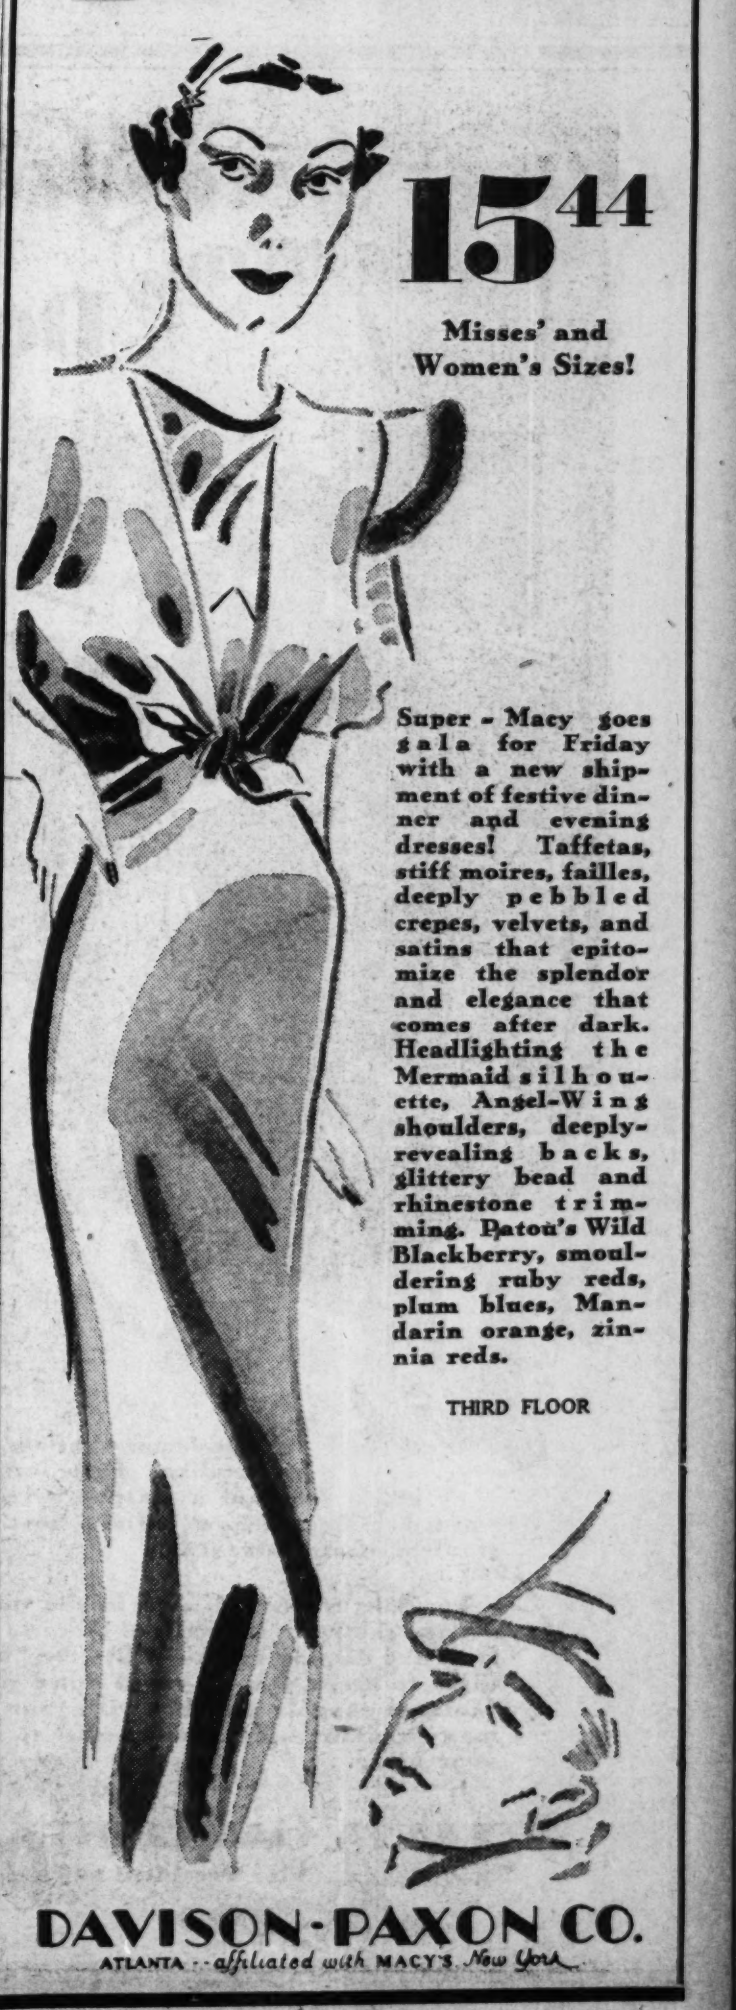 15 44
Misses' and
Women's Sizes!
Super - Macy goes
gala for Friday
with a new ship-
ment of festive din-
ner and evening
dresses! Taffetas,
stiff moires, failles,
deeply pebbled
crepes, velvets, and
satins that epito-
mize the splendor
and elegance that
comes after dark.
Headlighting the
Mermaid silhou-
ette, Angel-Wing
shoulders, deeply-
revealing backs,
glittery bead and
rhinestone trim-
ming. Patou's Wild
Blackberry, smoul-
dering ruby reds,
plum blues, Man-
darin orange, zin-
nia reds.
THIRD FLOOR
DAVISON-PAXON CO.
ATLANTA -- affiliated with MACY'S, New York